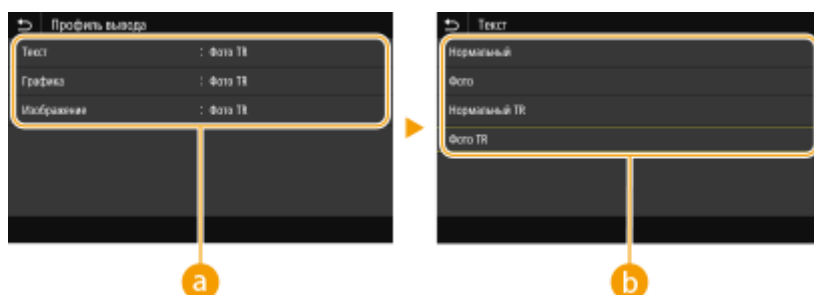 Профиль вывода
Текст : Фото TR
Графика : Фото TR
Изображение : Фото TR
a
Текст
Нормальный
Фото
Нормальный TR
Фото TR
b